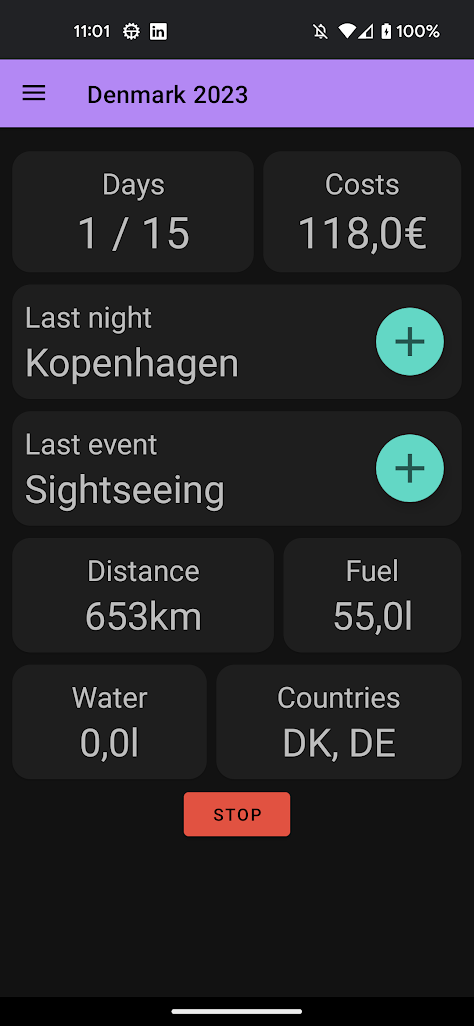 11:01 100%
Denmark 2023
Days
1 / 15
Costs
118,0€
Last night
Kopenhagen
Last event
Sightseeing
Distance
653km
Fuel
55,0l
Water
0,0l
Countries
DK, DE
STOP